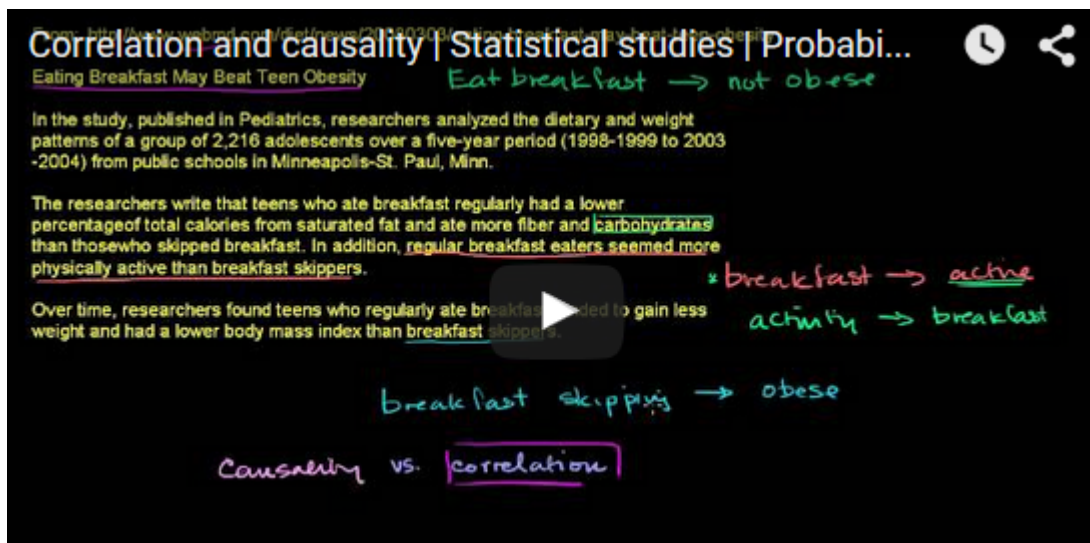 Correlation and causality | Statistical studies | Probabi...
Eating Breakfast May Beat Teen Obesity
Eat breakfast → not obese
In the study, published in Pediatrics, researchers analyzed the dietary and weight
patterns of a group of 2,216 adolescents over a five-year period (1998-1999 to 2003
-2004) from public schools in Minneapolis-St. Paul, Minn.
The researchers write that teens who ate breakfast regularly had a lower
percentageof total calories from saturated fat and ate more fiber and carbohydrates
than thosewho skipped breakfast. In addition, regular breakfast eaters seemed more
physically active than breakfast skippers.
* breakfast → active
activity → breakfast
Over time, researchers found teens who regularly ate breakfast tended to gain less
weight and had a lower body mass index than breakfast skippers.
breakfast skipping → obese
Causality vs. correlation